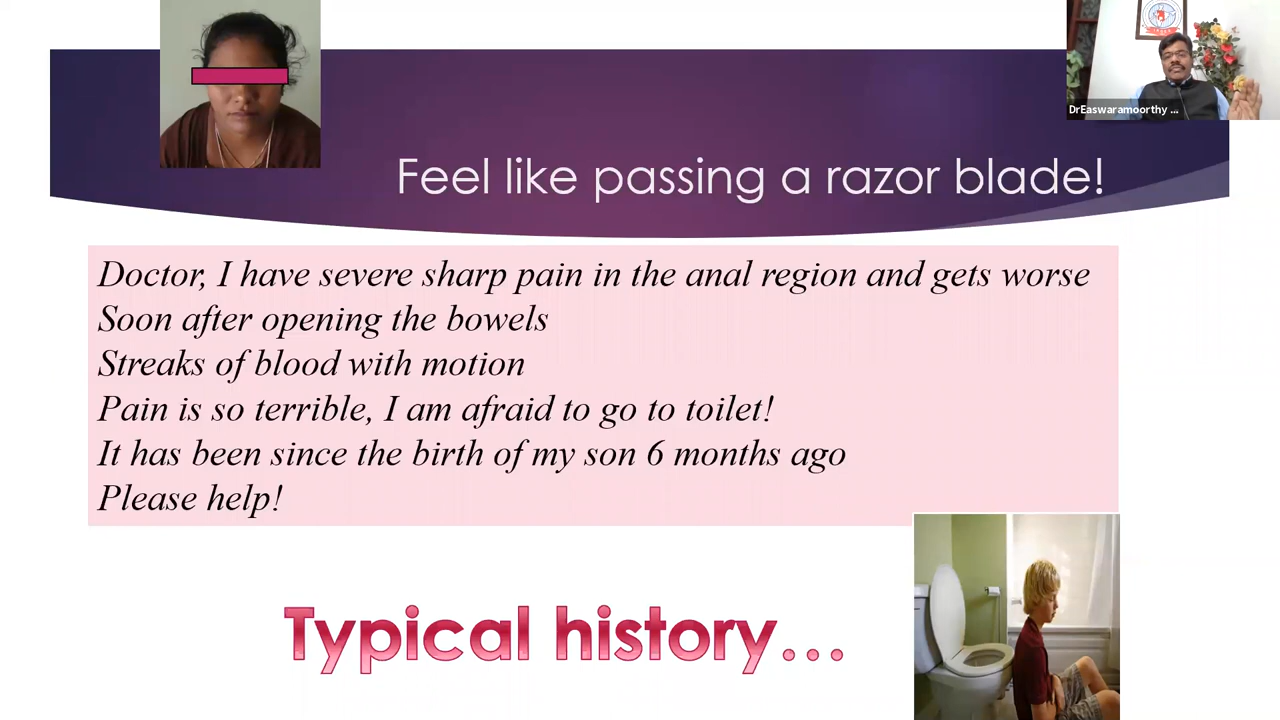 DrEaswaramoorthy ...
Feel like passing a razor blade!
Doctor, I have severe sharp pain in the anal region and gets worse
Soon after opening the bowels
Streaks of blood with motion
Pain is so terrible, I am afraid to go to toilet!
It has been since the birth of my son 6 months ago
Please help!
Typical history...